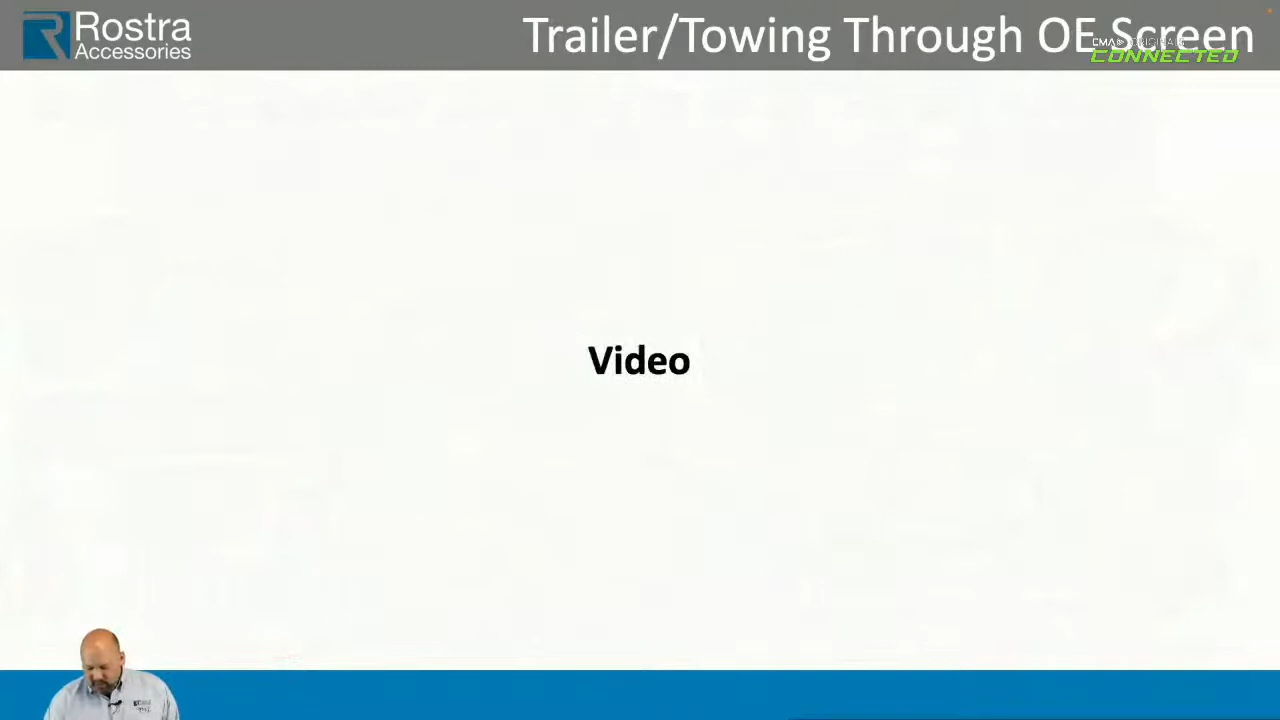 Rostra
Accessories
Trailer/Towing Through OE Screen
CONNECTED
Video